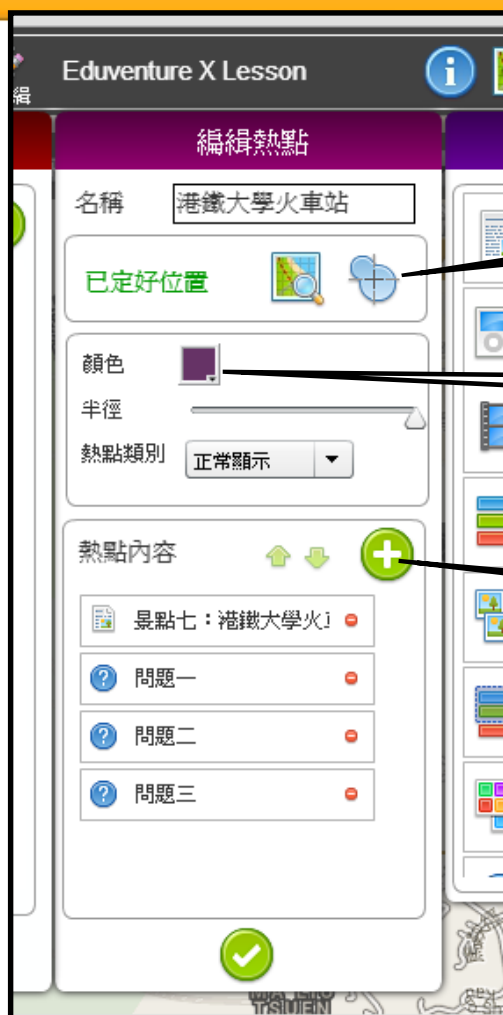 輯
Eduventure X Lesson
編緝熱點
名稱 港鐵大學火車站
已定好位置
顏色
半徑
熱點類別 正常顯示
熱點內容
景點七：港鐵大學火
問題一
問題二
問題三
TSIUEN